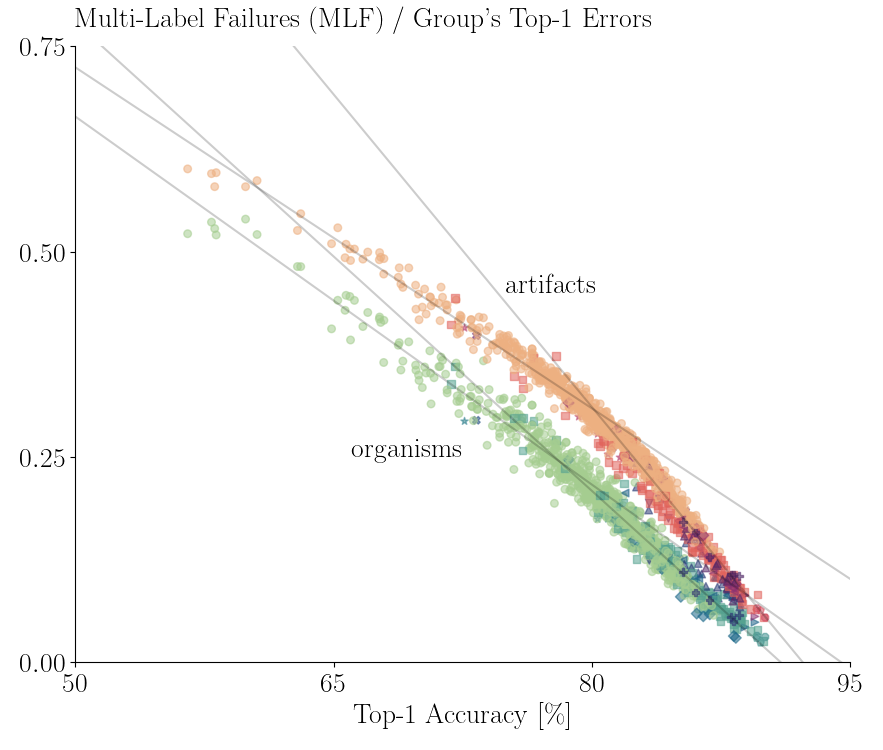 Multi-Label Failures (MLF) / Group's Top-1 Errors
0.75
0.50
0.25
0.00
artifacts
organisms
50
65
80
95
Top-1 Accuracy [%]